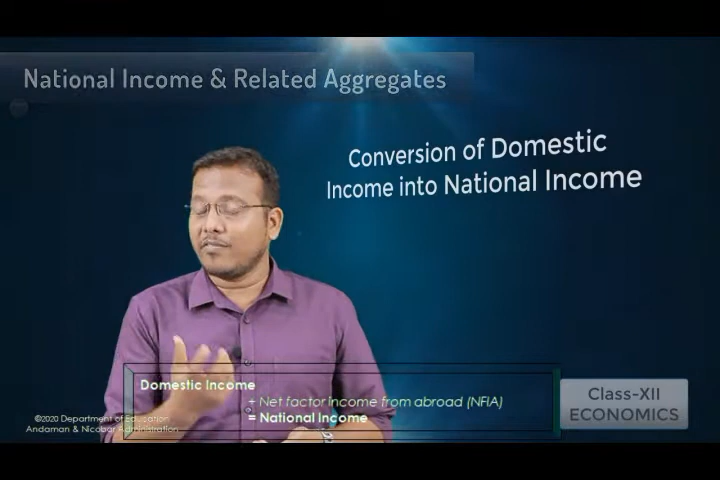 National Income & Related Aggregates
Conversion of Domestic
Income into National Income
Domestic Income
+ Net factor income from abroad (NFIA)
= National Income
Class-XII
ECONOMICS
©2020 Department of Education
Andaman & Nicobar Administration